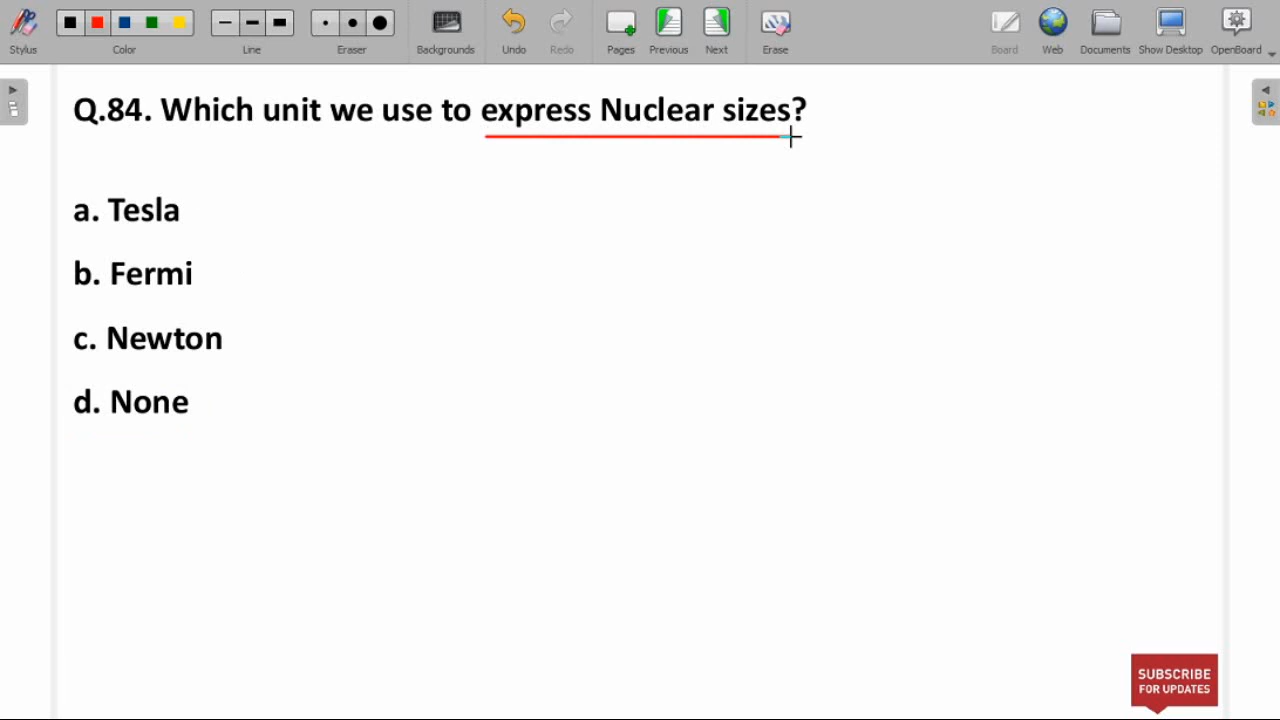 Stylus
Color
Line
Eraser
Backgrounds
Undo
Redo
Pages
Previous
Next
Erase
Board
Web
Documents
Show Desktop
OpenBoard
Q.84. Which unit we use to express Nuclear sizes?
a. Tesla
b. Fermi
c. Newton
d. None
SUBSCRIBE
FOR UPDATES